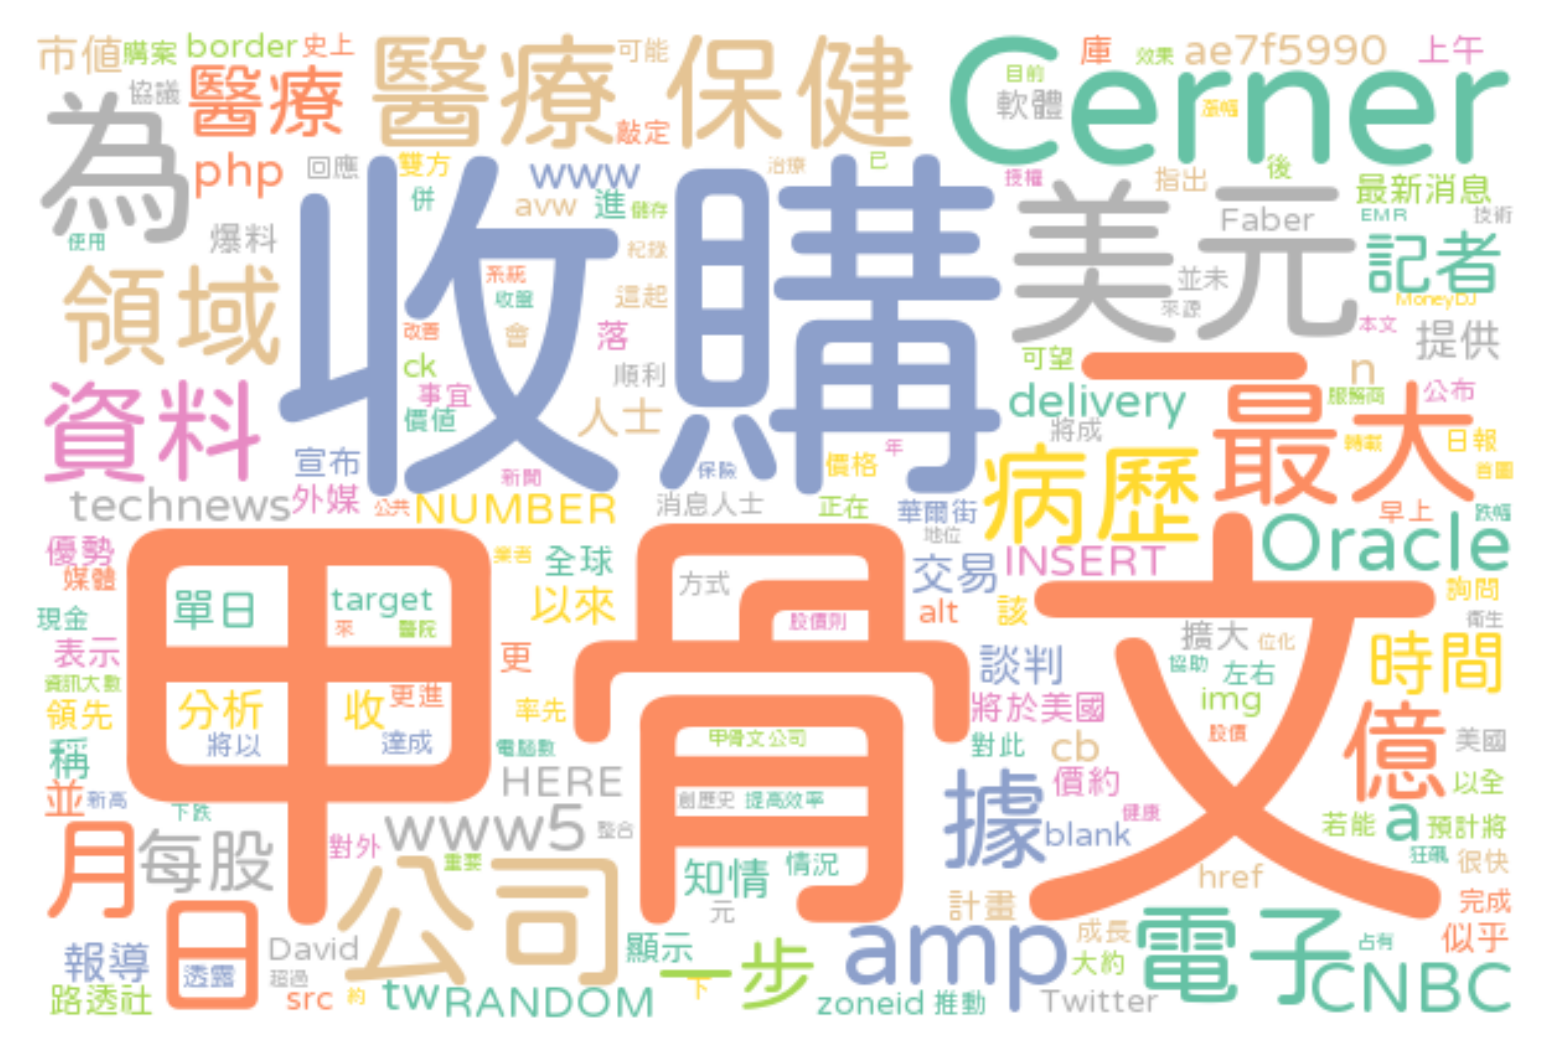 市値 購案 border 史上 醫療保健 可能 Cerner 庫 效果 ae7f5990 上午
協議 醫療 目前 軟體 漲幅
為 敲定
php 回應 雙方 www 治療 已 授權 指出 後 最新消息
使用 爆料 併 avw 進 儲存 收購 美元 Faber EMR 技術
領域 系統 紀錄 並未 記者
收盤 這起 來源 MoneyDJ
改善 會 落 本文 提供
資料 ck 順利 可望 一 n
事宜 人士 delivery 服務商 公布
價值 將成 最大
宣布 新聞 保險 年 價格 病歷 轉載 日報
technews 外媒 公共 NUMBER 消息人士 正在 華爾街 早上 首圖
跌幅
優勢 業者 全球 地位 交易 INSERT Oracle
媒體 甲骨文 方式
現金 單日 target 以來 股價則 alt 該 詢問
來 醫院 擴大 位化 衛生
表示 更 談判 協助 左右 時間
資訊大數 分析 收 更進 率先 將於美國 img
領先 將以 達成 電腦數 甲骨文公司 對此 cb 股價 億 美國
稱 HERE 價約 以全
並 新高 下跌 創歷史 提高效率 據 健康
月 每股 www5 整合 blank 若能 a 預計將
對外 重要 知情 情況 狂飆 很快
日 公司 元 計畫 href 完成
報導 透露 David 顯示 一步 amp 成長 電子 占有 似乎
超過 下 大約
路透社 src 約 tw RANDOM zoneid 推動 Twitter CNBC